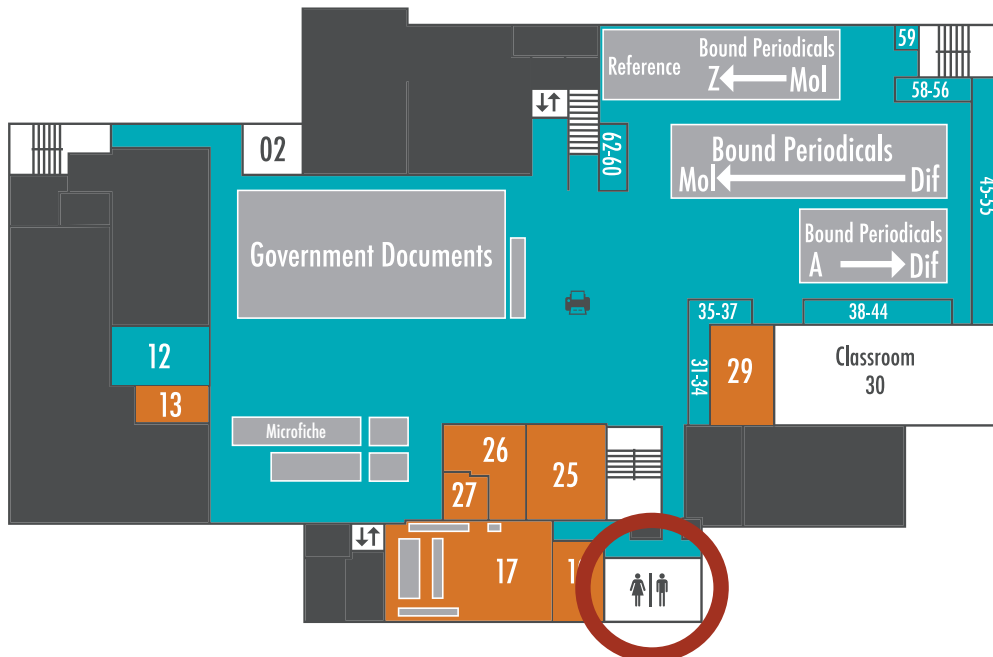 59
Bound Periodicals
Reference
Z
Mol
58-56
02
62-60
Bound Periodicals
Mol
Dif
45-55
Government Documents
Bound Periodicals
A
Dif
35-37
38-44
12
31-34
29
Classroom
30
13
Microfiche
26
25
27
17